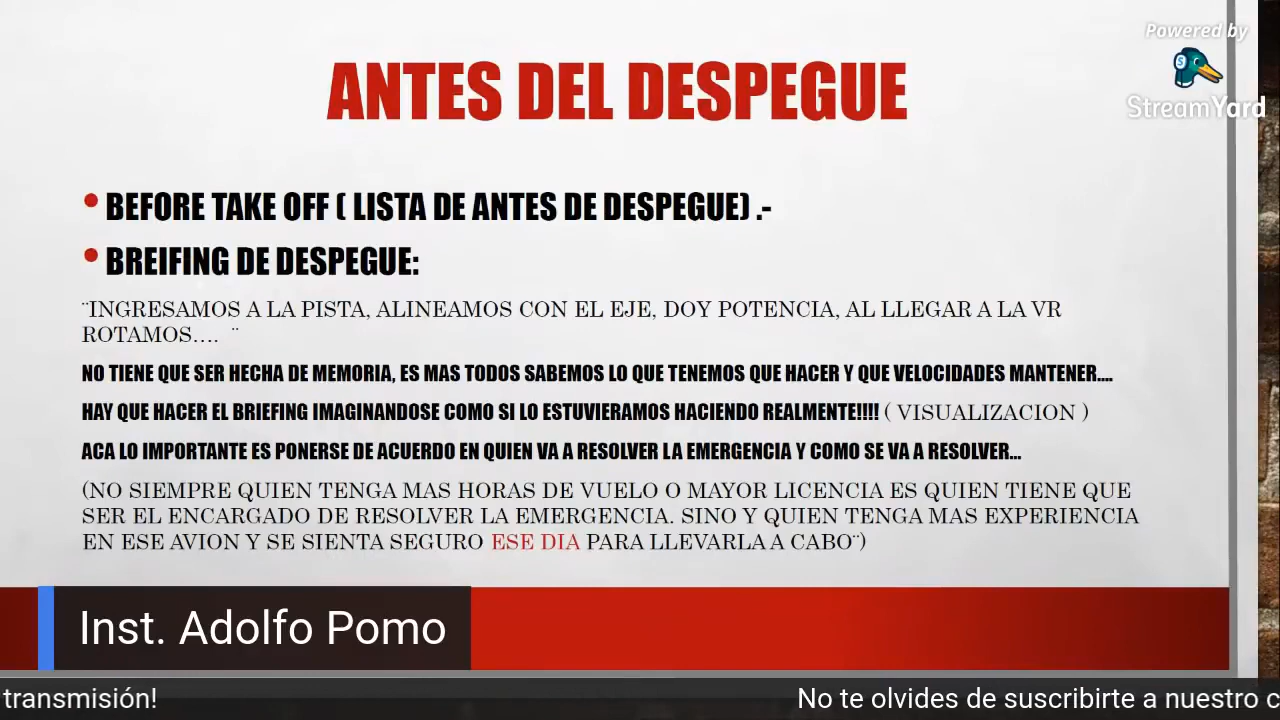 Powered by
StreamYard
ANTES DEL DESPEGUE
• BEFORE TAKE OFF ( LISTA DE ANTES DE DESPEGUE) .-
• BREIFING DE DESPEGUE:
¨INGRESAMOS A LA PISTA, ALINEAMOS CON EL EJE, DOY POTENCIA, AL LLEGAR A LA VR
ROTAMOS…. ¨
NO TIENE QUE SER HECHA DE MEMORIA, ES MAS TODOS SABEMOS LO QUE TENEMOS QUE HACER Y QUE VELOCIDADES MANTENER….
HAY QUE HACER EL BRIEFING IMAGINANDOSE COMO SI LO ESTUVIERAMOS HACIENDO REALMENTE!!!! ( VISUALIZACION )
ACA LO IMPORTANTE ES PONERSE DE ACUERDO EN QUIEN VA A RESOLVER LA EMERGENCIA Y COMO SE VA A RESOLVER…
(NO SIEMPRE QUIEN TENGA MAS HORAS DE VUELO O MAYOR LICENCIA ES QUIEN TIENE QUE
SER EL ENCARGADO DE RESOLVER LA EMERGENCIA. SINO Y QUIEN TENGA MAS EXPERIENCIA
EN ESE AVION Y SE SIENTA SEGURO ESE DIA PARA LLEVARLA A CABO¨)
Inst. Adolfo Pomo
transmisión! No te olvides de suscribirte a nuestro c